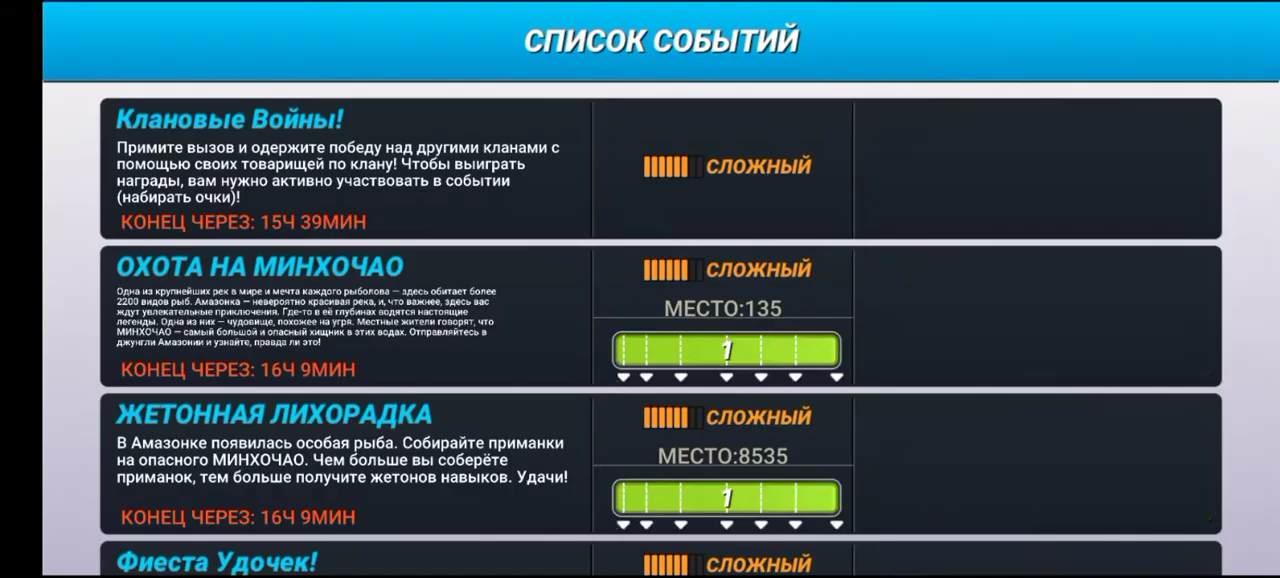 СПИСОК СОБЫТИЙ
Клановые Войны!
Примите вызов и одержите победу над другими кланами с
помощью своих товарищей по клану! Чтобы выиграть
награды, вам нужно активно участвовать в событии
(набирать очки)!
КОНЕЦ ЧЕРЕЗ: 15Ч 39МИН
СЛОЖНЫЙ
ОХОТА НА МИНХОЧАО
Одна из крупнейших рек в мире и мечта каждого рыболова — здесь обитает более
2200 видов рыб. Амазонка — невероятно красивая река, и, что важнее, здесь вас
ждут увлекательные приключения. Где-то в её глубинах водятся настоящие
легенды. Одна из них — чудовище, похожее на угря. Местные жители говорят, что
МИНХОЧАО — самый большой и опасный хищник в этих водах. Отправляйтесь в
джунгли Амазонии и узнайте, правда ли это!
КОНЕЦ ЧЕРЕЗ: 16Ч 9МИН
СЛОЖНЫЙ
МЕСТО:135
1
ЖЕТОННАЯ ЛИХОРАДКА
В Амазонке появилась особая рыба. Собирайте приманки
на опасного МИНХОЧАО. Чем больше вы соберёте
приманок, тем больше получите жетонов навыков. Удачи!
КОНЕЦ ЧЕРЕЗ: 16Ч 9МИН
СЛОЖНЫЙ
МЕСТО:8535
1
Фиеста Удочек!
СЛОЖНЫЙ